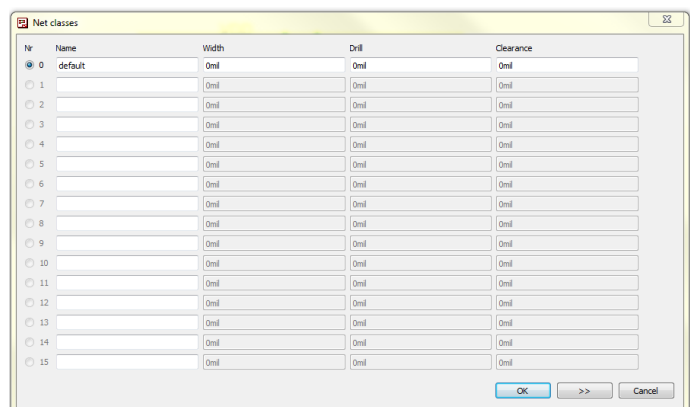 Net classes
Nr Name Width Drill Clearance
0 default 0mil 0mil 0mil
1 0mil 0mil 0mil
2 0mil 0mil 0mil
3 0mil 0mil 0mil
4 0mil 0mil 0mil
5 0mil 0mil 0mil
6 0mil 0mil 0mil
7 0mil 0mil 0mil
8 0mil 0mil 0mil
9 0mil 0mil 0mil
10 0mil 0mil 0mil
11 0mil 0mil 0mil
12 0mil 0mil 0mil
13 0mil 0mil 0mil
14 0mil 0mil 0mil
15 0mil 0mil 0mil
OK >> Cancel